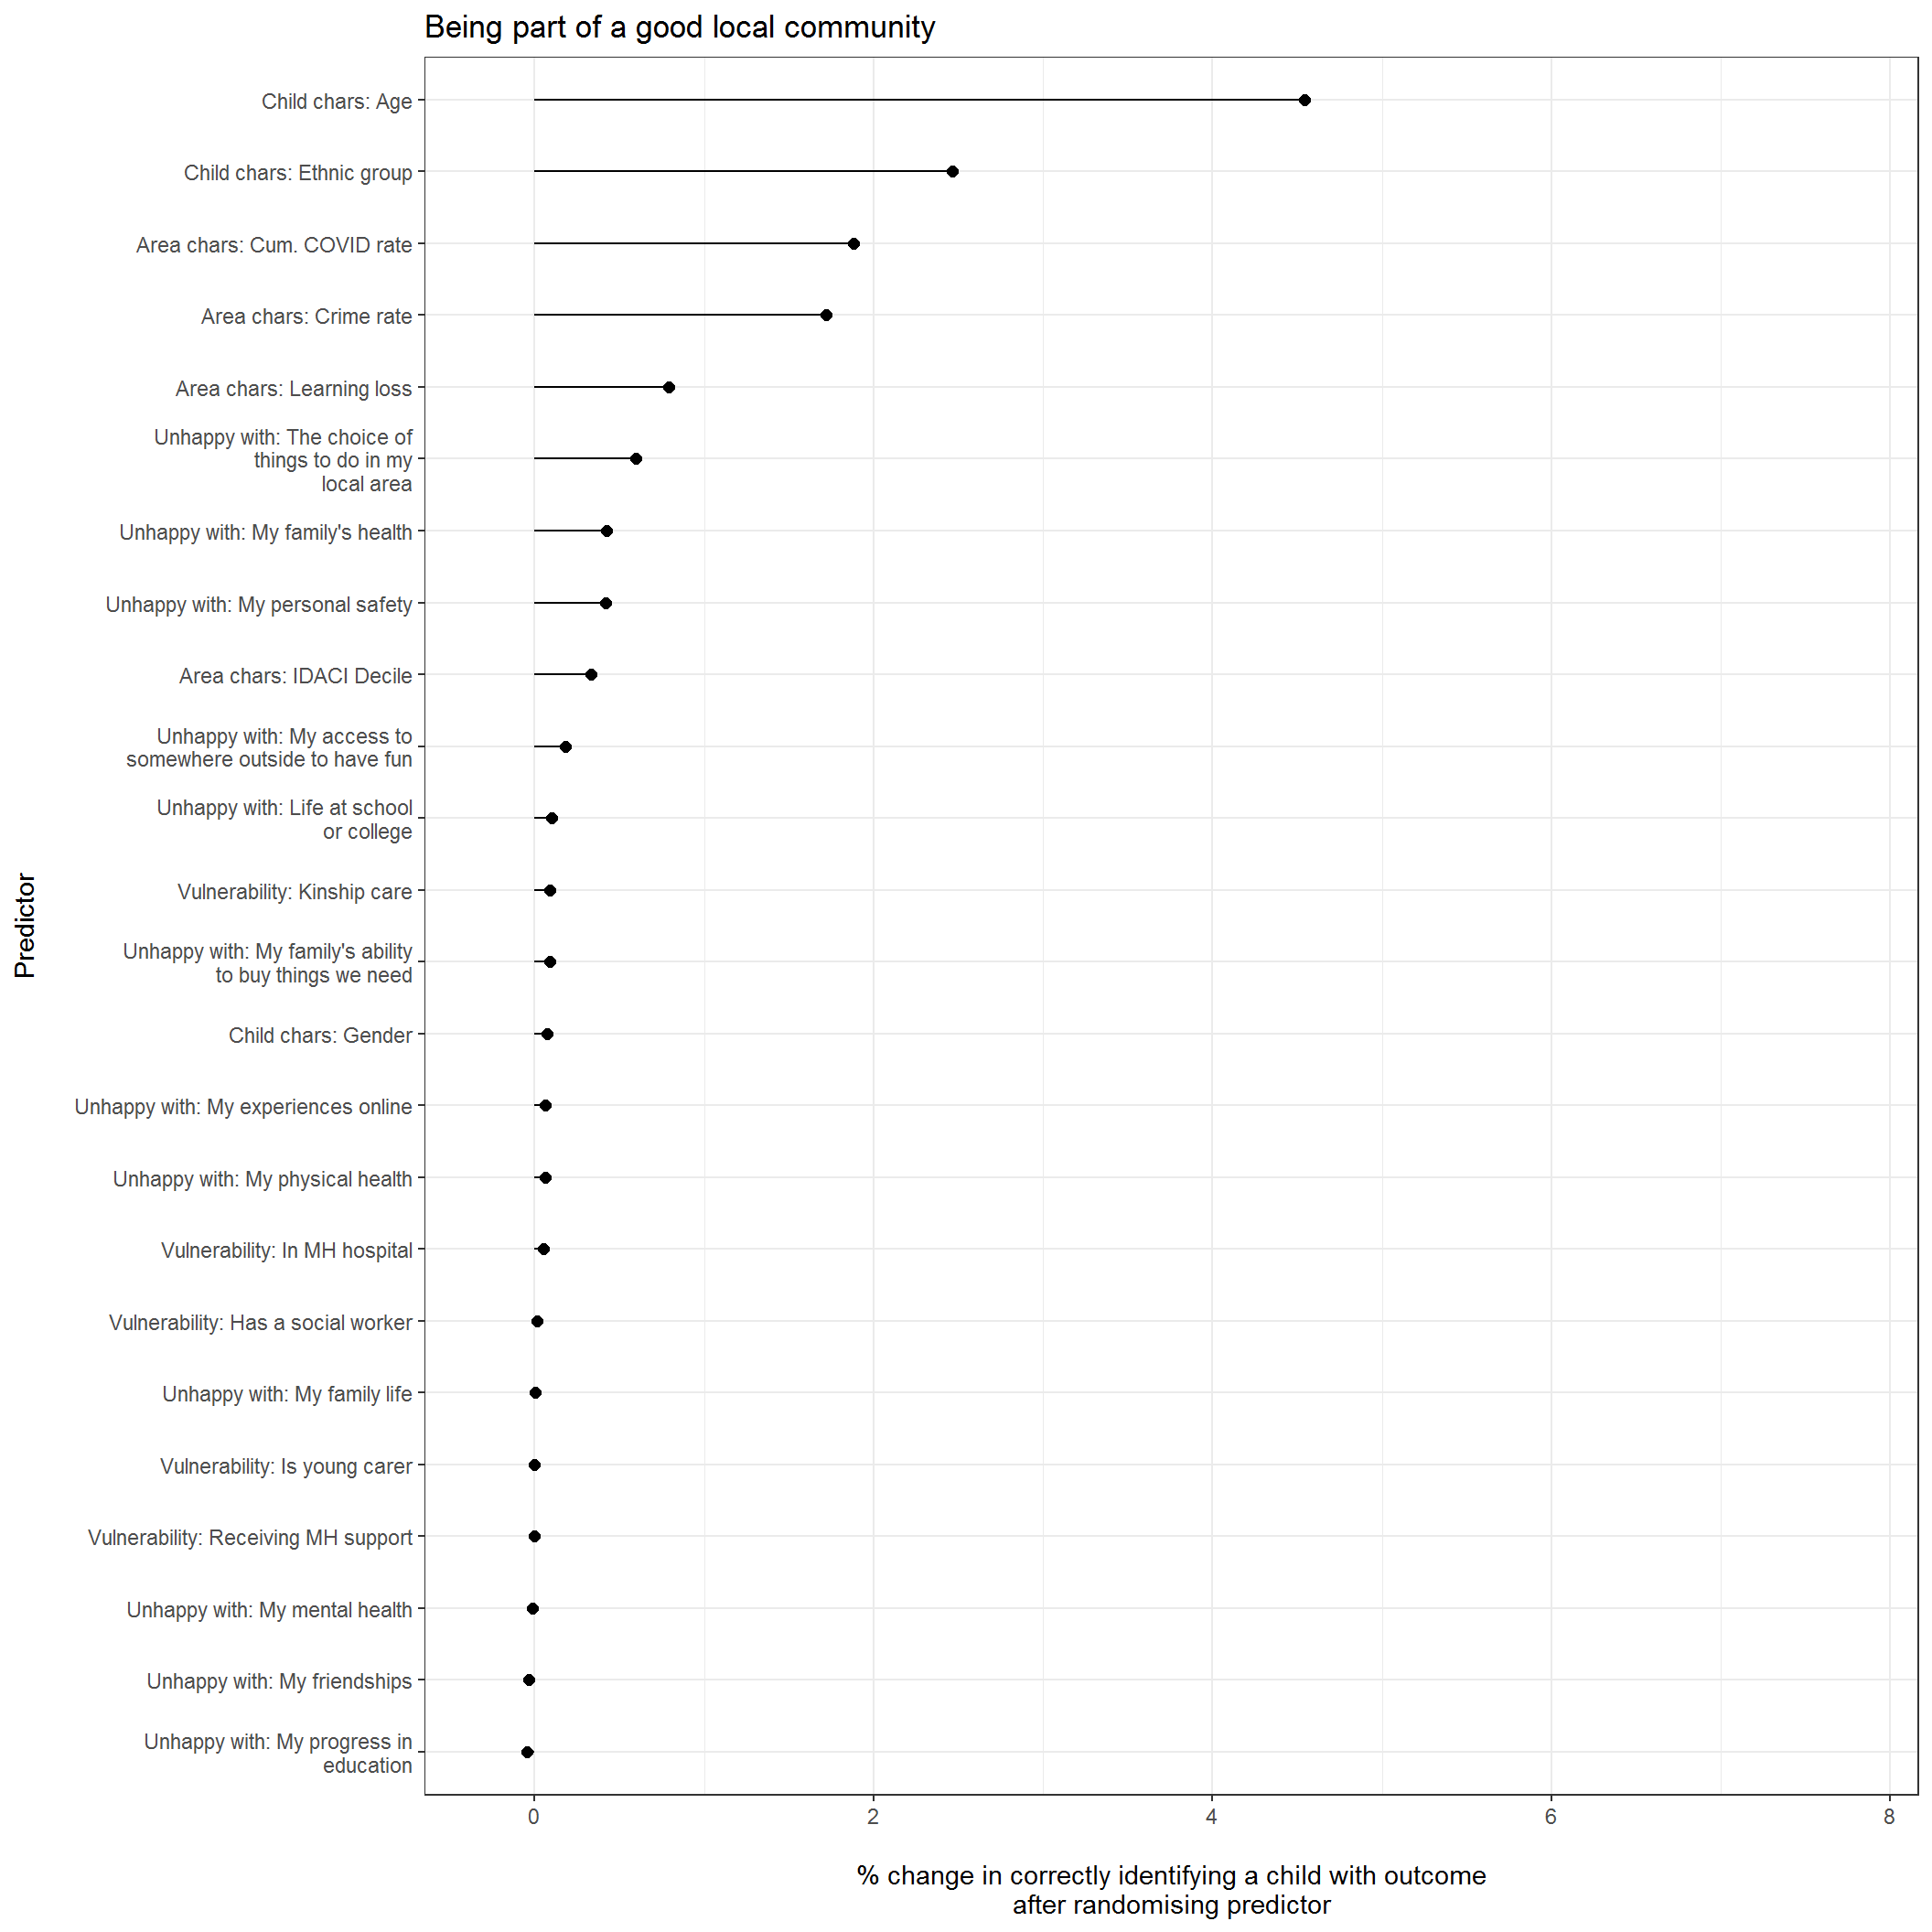 Being part of a good local community
Child chars: Age
Child chars: Ethnic group
Area chars: Cum. COVID rate
Area chars: Crime rate
Area chars: Learning loss
Unhappy with: The choice of
things to do in my
local area
Unhappy with: My family's health
Unhappy with: My personal safety
Area chars: IDACI Decile
Unhappy with: My access to
somewhere outside to have fun
Unhappy with: Life at school
or college
Vulnerability: Kinship care
Unhappy with: My family's ability
to buy things we need
Child chars: Gender
Unhappy with: My experiences online
Unhappy with: My physical health
Vulnerability: In MH hospital
Vulnerability: Has a social worker
Unhappy with: My family life
Vulnerability: Is young carer
Vulnerability: Receiving MH support
Unhappy with: My mental health
Unhappy with: My friendships
Unhappy with: My progress in
education
Predictor
0 2 4 6 8
% change in correctly identifying a child with outcome
after randomising predictor